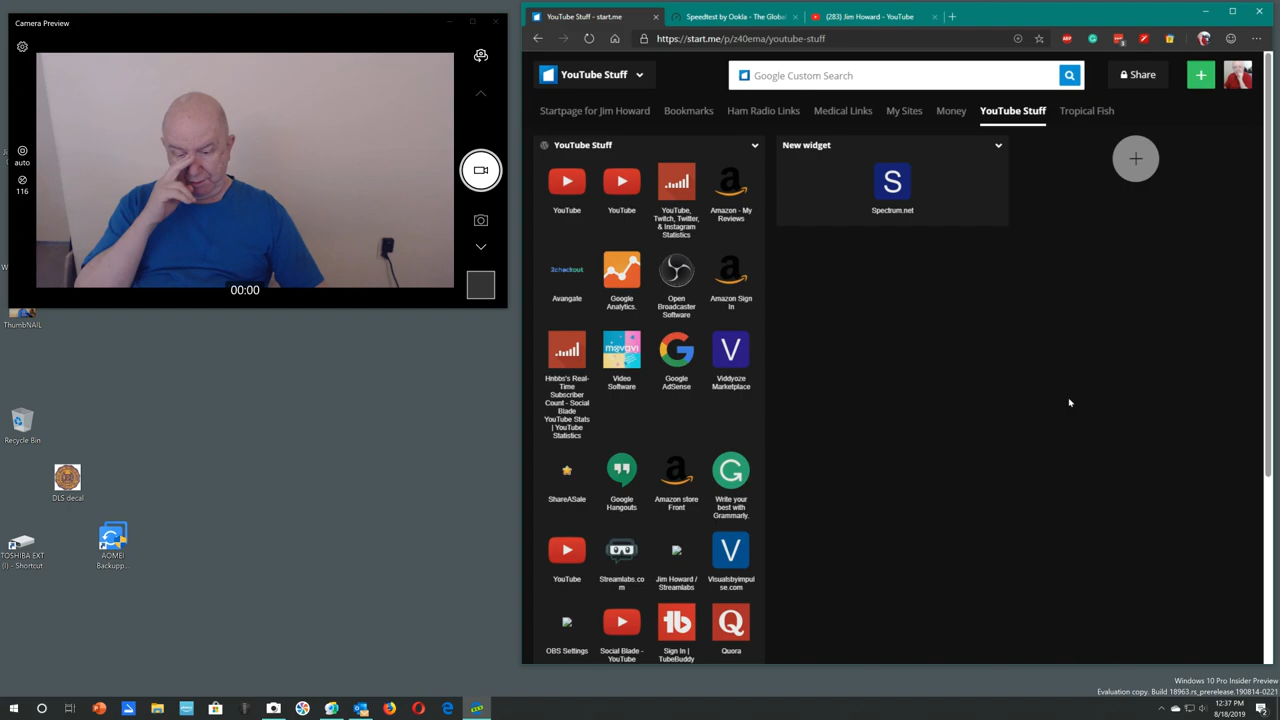 Camera Preview
auto
116
00:00
ThumbNAIL
Recycle Bin
DLS decal
TOSHIBA EXT
(I) - Shortcut
AOMEI
Backupp...
YouTube Stuff - start.me
Speedtest by Ookla - The Global
(283) Jim Howard - YouTube
https://start.me/p/z40ema/youtube-stuff
ABP
YouTube Stuff
Google Custom Search
Share
Startpage for Jim Howard
Bookmarks
Ham Radio Links
Medical Links
My Sites
Money
YouTube Stuff
Tropical Fish
YouTube Stuff
New widget
YouTube
YouTube
YouTube,
Twitch, Twitter,
& Instagram
Statistics
Amazon - My
Reviews
S
Spectrum.net
2checkout
Avangate
Google
Analytics.
Open
Broadcaster
Software
Amazon Sign
In
Hnbbs's Real-
Time
Subscriber
Count - Social
Blade
YouTube Stats
| YouTube
Statistics
movavi
Video
Software
Google
AdSense
V
Viddyoze
Marketplace
ShareASale
Google
Hangouts
Amazon store
Front
Write your
best with
Grammarly.
YouTube
Streamlabs.co
m
Jim Howard /
Streamlabs
V
Visualsbyimpul
se.com
OBS Settings
Social Blade -
YouTube
tb
Sign In |
TubeBuddy
Q
Quora
Windows 10 Pro Insider Preview
Evaluation copy. Build 18963.rs_prerelease.190814-0221
12:37 PM
8/18/2019
2